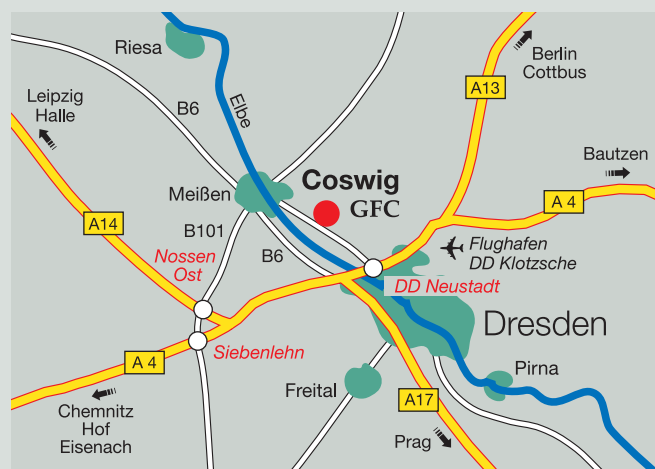 Riesa
Berlin
Cottbus
Leipzig
Halle
B6
Elbe
A13
Bautzen
Meißen
Coswig
GFC
A 4
A14
B101
Nossen
Ost
B6
Flughafen
DD Klotzsche
DD Neustadt
Dresden
Siebenlehn
A 4
Freital
Pirna
A17
Chemnitz
Hof
Eisenach
Prag